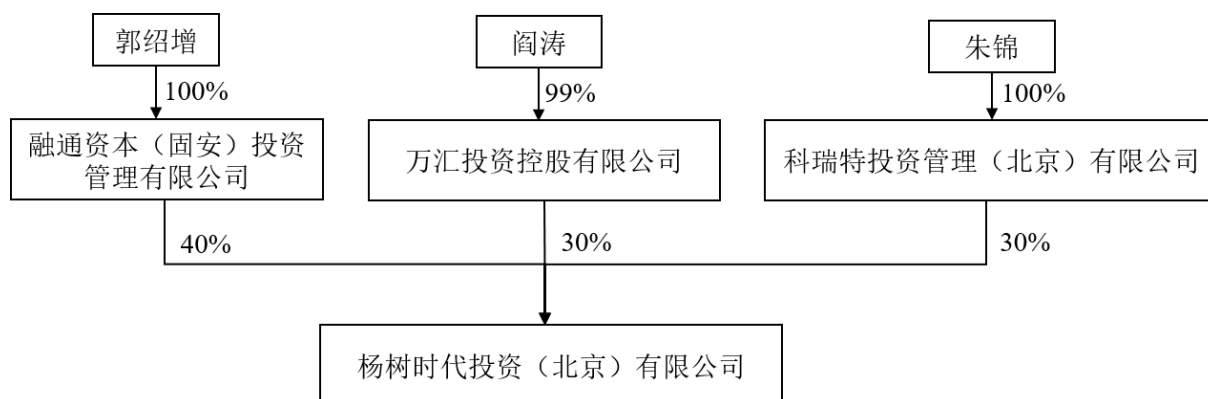 郭绍增
阎涛
朱锦
100%
99%
100%
融通资本（固安）投资
管理有限公司
万汇投资控股有限公司
科瑞特投资管理（北京）有限公司
40%
30%
30%
杨树时代投资（北京）有限公司